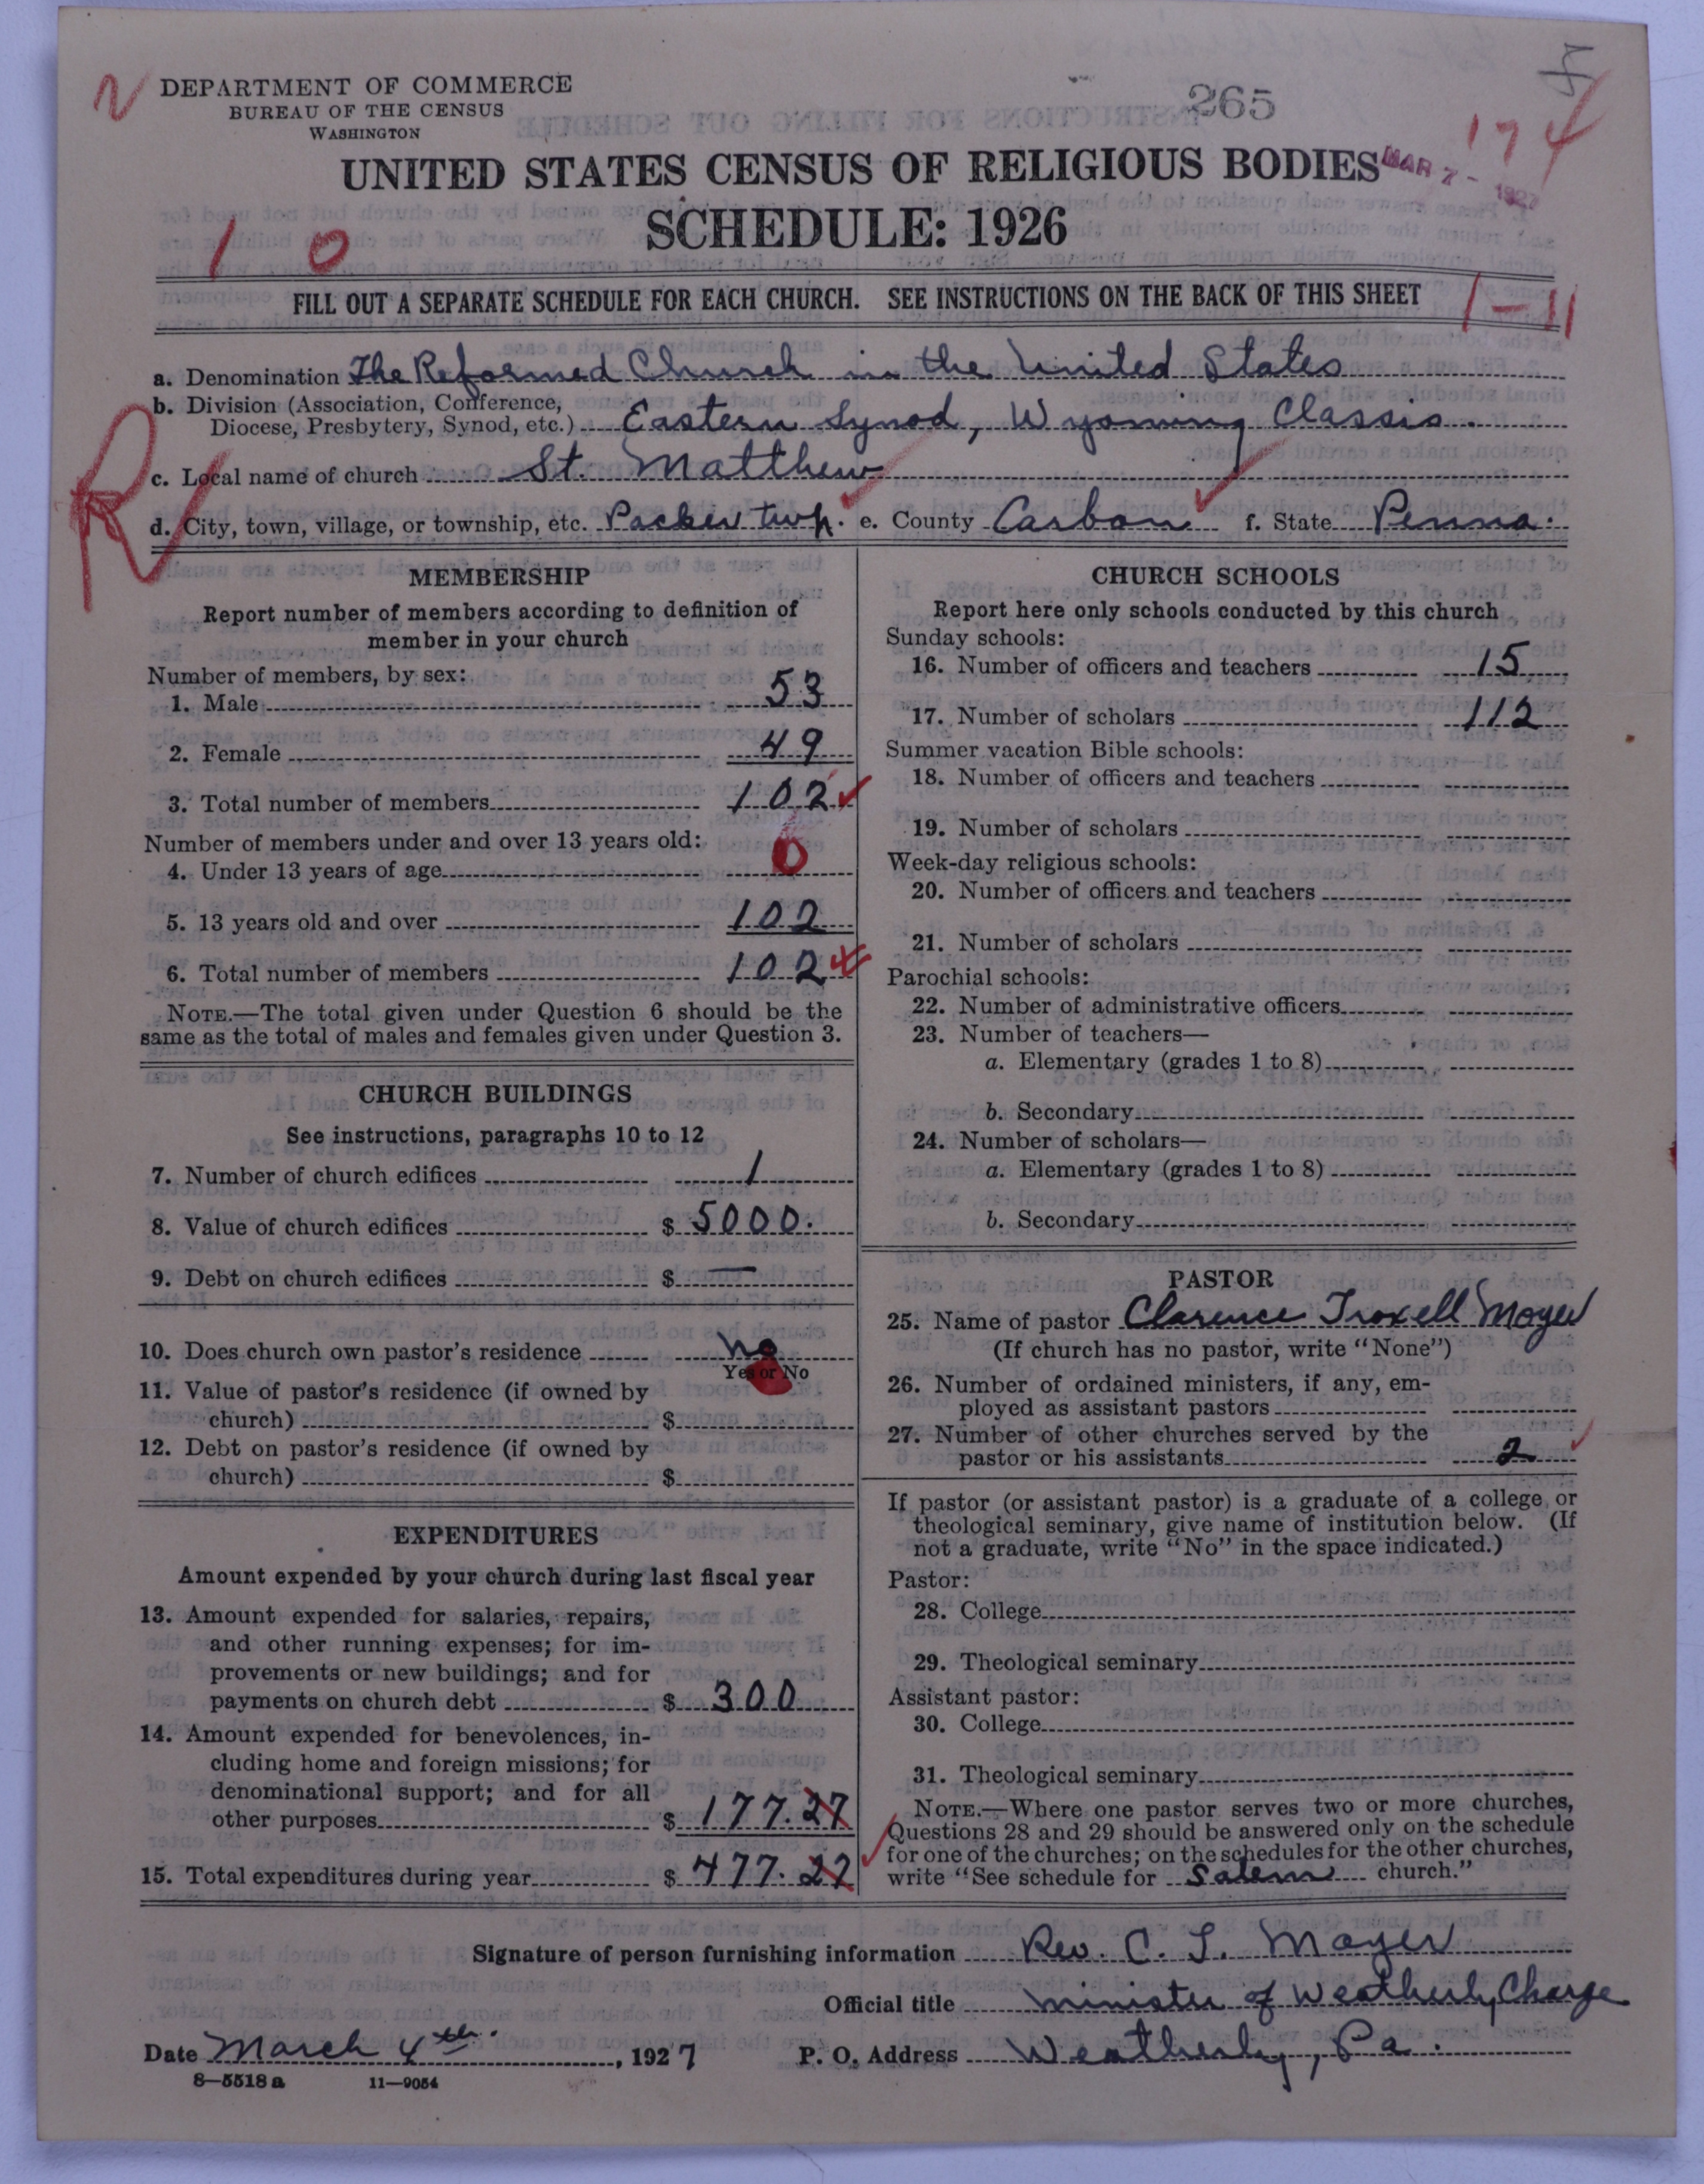 DEPARTMENT OF COMMERCE
BUREAU OF THE CENSUS
WASHINGTON
265
174
UNITED STATES CENSUS OF RELIGIOUS BODIES
MAR 7 - 1927
SCHEDULE: 1926
1 0
FILL OUT A SEPARATE SCHEDULE FOR EACH CHURCH. SEE INSTRUCTIONS ON THE BACK OF THIS SHEET
1-11
a. Denomination The Reformed Church in the United States
b. Division (Association, Conference,
Diocese, Presbytery, Synod, etc.) Eastern Synod, Wyoming Classis.
c. Local name of church St. Matthew
d. City, town, village, or township, etc. Packer twp. e. County Carbon f. State Penna.
R
MEMBERSHIP
Report number of members according to definition of
member in your church
Number of members, by sex:
1. Male 53
2. Female 49
3. Total number of members 102
Number of members under and over 13 years old:
4. Under 13 years of age 0
5. 13 years old and over 102
6. Total number of members 102
NOTE.—The total given under Question 6 should be the
same as the total of males and females given under Question 3.
CHURCH BUILDINGS
See instructions, paragraphs 10 to 12
7. Number of church edifices 1
8. Value of church edifices $ 5000.
9. Debt on church edifices $ —
10. Does church own pastor's residence no
Yes or No
11. Value of pastor's residence (if owned by
church) $
12. Debt on pastor's residence (if owned by
church) $
EXPENDITURES
Amount expended by your church during last fiscal year
13. Amount expended for salaries, repairs,
and other running expenses; for im-
provements or new buildings; and for
payments on church debt $ 300
14. Amount expended for benevolences, in-
cluding home and foreign missions; for
denominational support; and for all
other purposes $ 177.27
15. Total expenditures during year $ 477.27
CHURCH SCHOOLS
Report here only schools conducted by this church
Sunday schools:
16. Number of officers and teachers 15
17. Number of scholars 112
Summer vacation Bible schools:
18. Number of officers and teachers
19. Number of scholars
Week-day religious schools:
20. Number of officers and teachers
21. Number of scholars
Parochial schools:
22. Number of administrative officers
23. Number of teachers—
a. Elementary (grades 1 to 8)
b. Secondary
24. Number of scholars—
a. Elementary (grades 1 to 8)
b. Secondary
PASTOR
25. Name of pastor Clarence Troxell Moyer
(If church has no pastor, write "None")
26. Number of ordained ministers, if any, em-
ployed as assistant pastors
27. Number of other churches served by the
pastor or his assistants 2
If pastor (or assistant pastor) is a graduate of a college or
theological seminary, give name of institution below. (If
not a graduate, write "No" in the space indicated.)
Pastor:
28. College
29. Theological seminary
Assistant pastor:
30. College
31. Theological seminary
NOTE.—Where one pastor serves two or more churches,
Questions 28 and 29 should be answered only on the schedule
for one of the churches; on the schedules for the other churches,
write "See schedule for Salem church."
Signature of person furnishing information Rev. C. T. Moyer
Official title Minister of Weatherly Charge
Date March 4th., 1927 P. O. Address Weatherly, Pa.
8—5518 a 11—9054